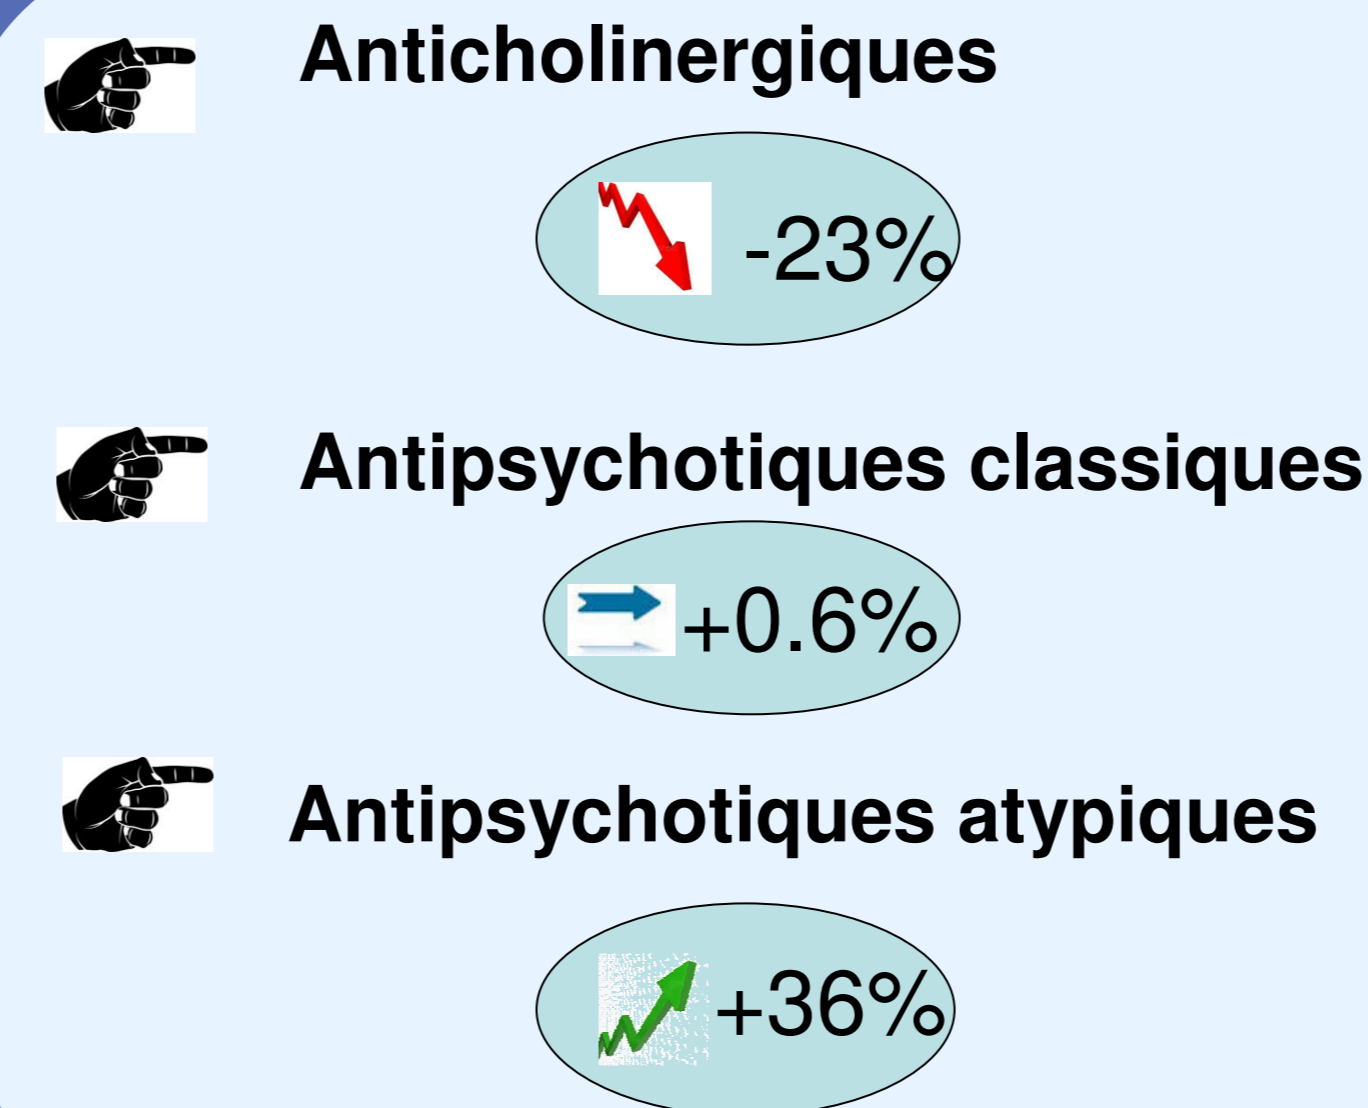 Anticholinergiques
-23%
Antipsychotiques classiques
+0.6%
Antipsychotiques atypiques
+36%